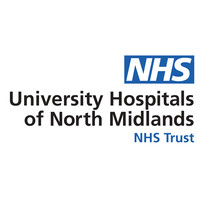 NHS
University Hospitals
of North Midlands
NHS Trust